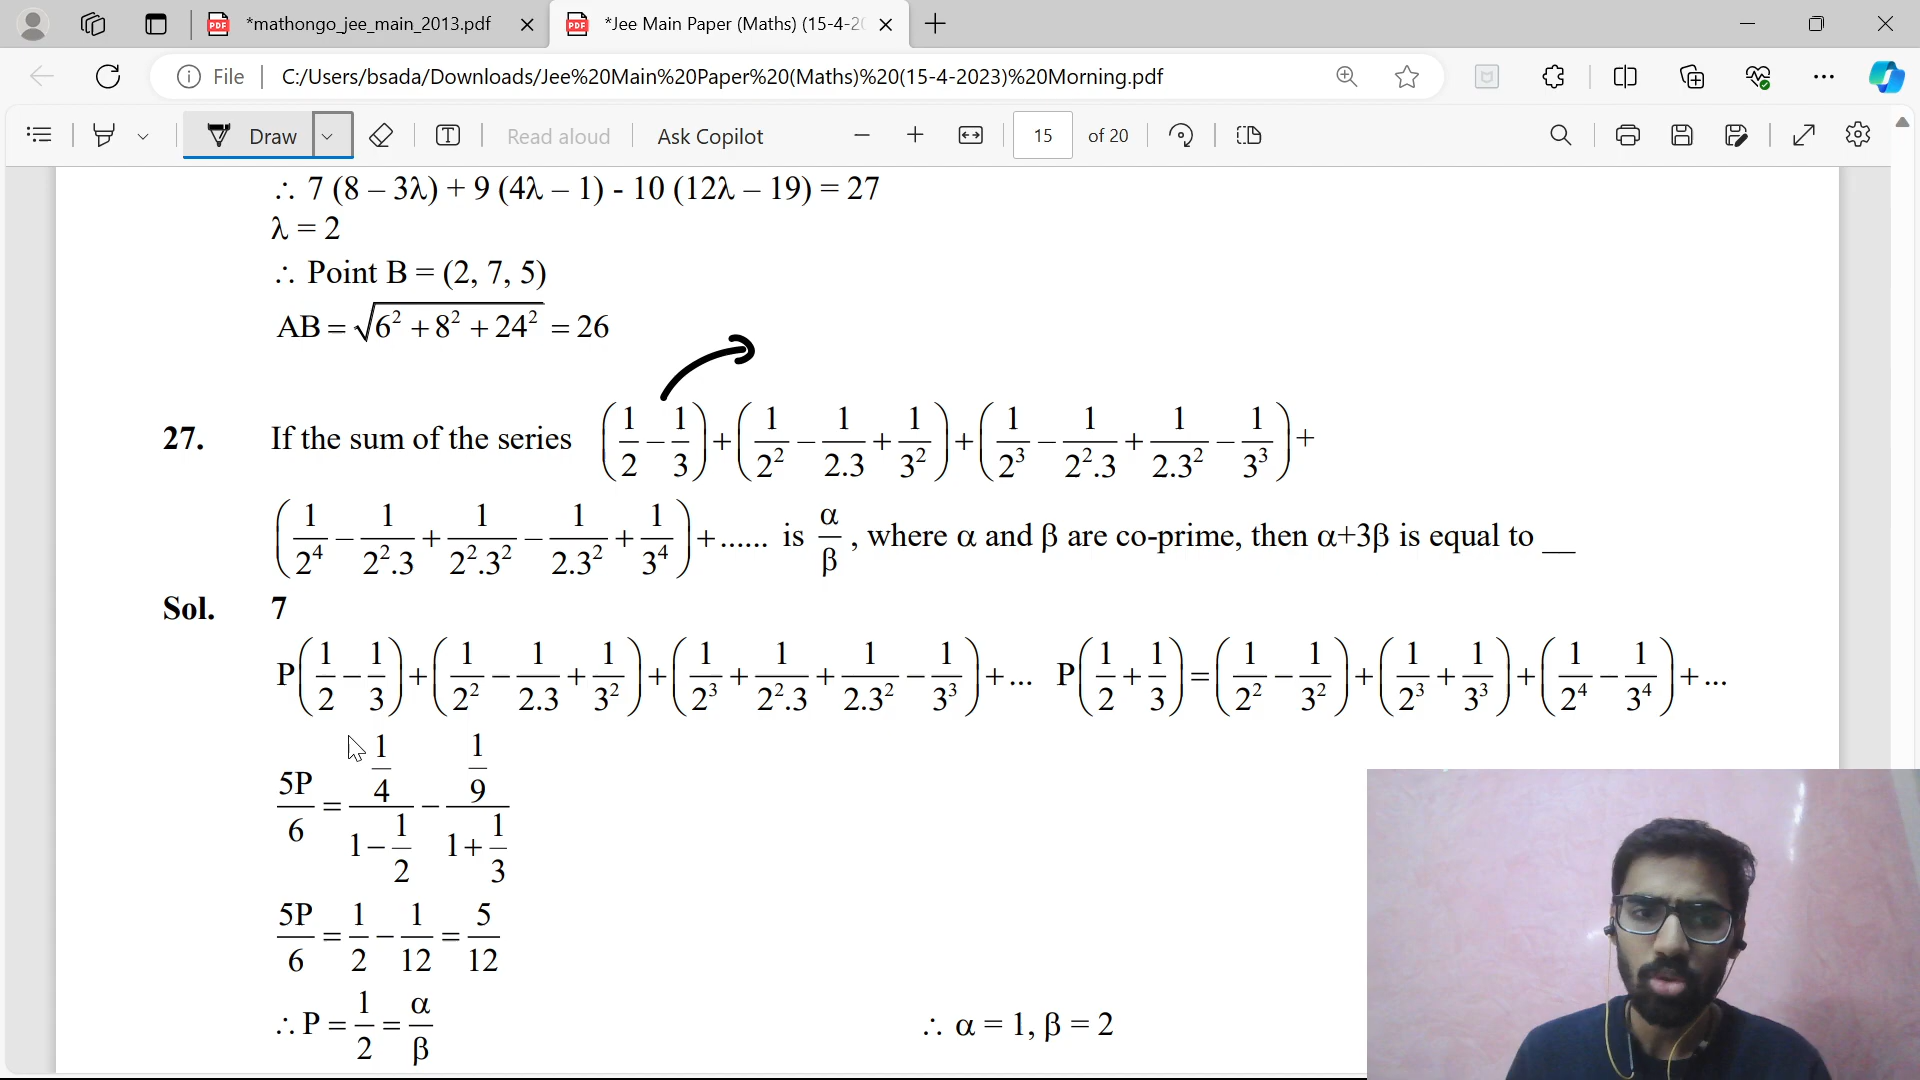 *mathongo_jee_main_2013.pdf
*Jee Main Paper (Maths) (15-4-20
File
C:/Users/bsada/Downloads/Jee%20Main%20Paper%20(Maths)%20(15-4-2023)%20Morning.pdf
Draw
Read aloud
Ask Copilot
15 of 20
∴ 7 (8 – 3λ) + 9 (4λ – 1) - 10 (12λ – 19) = 27
λ = 2
∴ Point B = (2, 7, 5)
AB = √(6² + 8² + 24²) = 26
27. If the sum of the series (1/2 − 1/3) + (1/2² − 1/2.3 + 1/3²) + (1/2³ − 1/2².3 + 1/2.3² − 1/3³) +
(1/2⁴ − 1/2².3 + 1/2².3² − 1/2.3² + 1/3⁴) + ...... is α/β, where α and β are co-prime, then α+3β is equal to __
Sol. 7
P(1/2 − 1/3) + (1/2² − 1/2.3 + 1/3²) + (1/2³ + 1/2².3 + 1/2.3² − 1/3³) + ... P(1/2 + 1/3) = (1/2² − 1/3²) + (1/2³ + 1/3³) + (1/2⁴ − 1/3⁴) + ...
5P/6 = (1/4)/(1 − 1/2) − (1/9)/(1 + 1/3)
5P/6 = 1/2 − 1/12 = 5/12
∴ P = 1/2 = α/β ∴ α = 1, β = 2